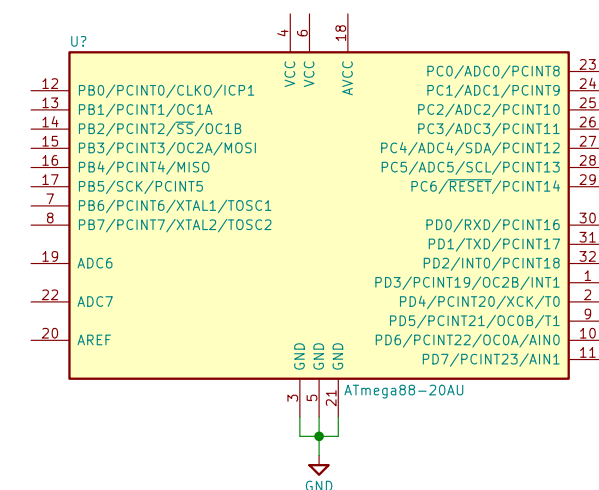 U?
4 VCC
6 VCC
18 AVCC
12 PB0/PCINT0/CLKO/ICP1
13 PB1/PCINT1/OC1A
14 PB2/PCINT2/SS/OC1B
15 PB3/PCINT3/OC2A/MOSI
16 PB4/PCINT4/MISO
17 PB5/SCK/PCINT5
7 PB6/PCINT6/XTAL1/TOSC1
8 PB7/PCINT7/XTAL2/TOSC2
19 ADC6
22 ADC7
20 AREF
PC0/ADC0/PCINT8 23
PC1/ADC1/PCINT9 24
PC2/ADC2/PCINT10 25
PC3/ADC3/PCINT11 26
PC4/ADC4/SDA/PCINT12 27
PC5/ADC5/SCL/PCINT13 28
PC6/RESET/PCINT14 29
PD0/RXD/PCINT16 30
PD1/TXD/PCINT17 31
PD2/INT0/PCINT18 32
PD3/PCINT19/OC2B/INT1 1
PD4/PCINT20/XCK/T0 2
PD5/PCINT21/OC0B/T1 9
PD6/PCINT22/OC0A/AIN0 10
PD7/PCINT23/AIN1 11
GND 3
GND 5
GND 21
ATmega88-20AU
GND